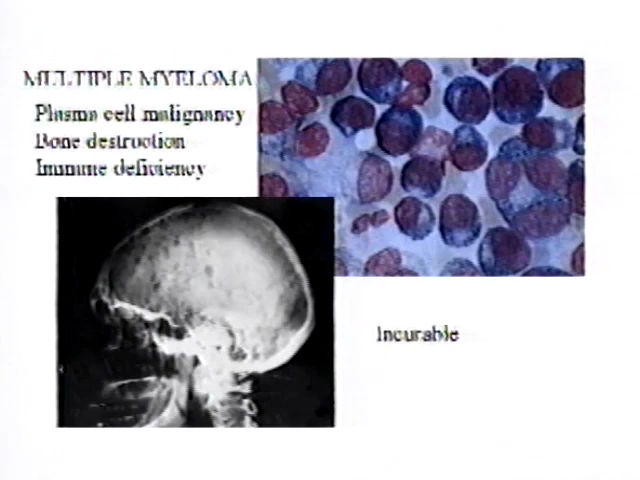 MULTIPLE MYELOMA
Plasma cell malignancy
Bone destruction
Immune deficiency
Incurable